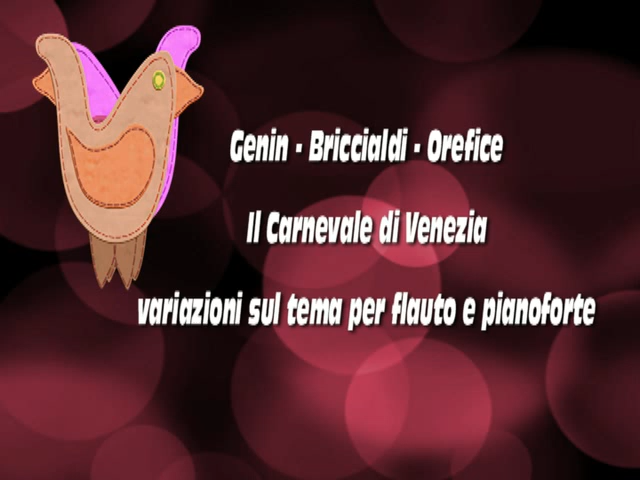 Genin - Briccialdi - Orefice
Il Carnevale di Venezia
variazioni sul tema per flauto e pianoforte